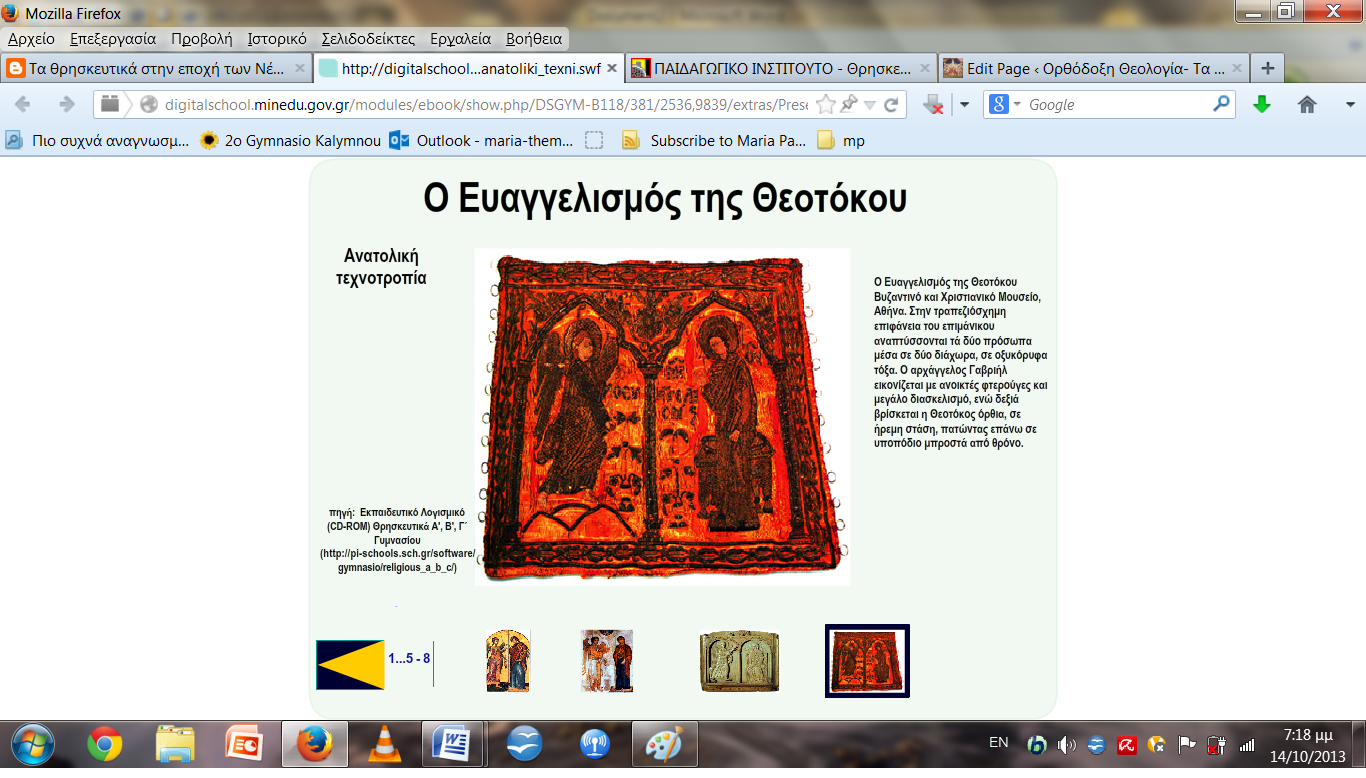 Mozilla Firefox
Αρχείο Επεξεργασία Προβολή Ιστορικό Σελιδοδείκτες Εργαλεία Βοήθεια
Τα θρησκευτικά στην εποχή των Νέ... http://digitalschool...anatoliki_texni.swf ΠΑΙΔΑΓΩΓΙΚΟ ΙΝΣΤΙΤΟΥΤΟ - Θρησκε... Edit Page ‹ Ορθόδοξη Θεολογία- Τα ...
digitalschool.minedu.gov.gr/modules/ebook/show.php/DSGYM-B118/381/2536,9839/extras/Prese Google
Πιο συχνά αναγνωσμ... 2o Gymnasio Kalymnou Outlook - maria-them... Subscribe to Maria Pa... mp
Ο Ευαγγελισμός της Θεοτόκου
Ανατολική
τεχνοτροπία
Ο Ευαγγελισμός της Θεοτόκου
Βυζαντινό και Χριστιανικό Μουσείο,
Αθήνα. Στην τραπεζιόσχημη
επιφάνεια του επιμάνικου
αναπτύσσονται τά δύο πρόσωπα
μέσα σε δύο διάχωρα, σε οξυκόρυφα
τόξα. Ο αρχάγγελος Γαβριήλ
εικονίζεται με ανοικτές φτερούγες και
μεγάλο διασκελισμό, ενώ δεξιά
βρίσκεται η Θεοτόκος όρθια, σε
ήρεμη στάση, πατώντας επάνω σε
υποπόδιο μπροστά από θρόνο.
πηγή: Εκπαιδευτικό Λογισμικό
(CD-ROM) Θρησκευτικά Α', Β', Γ΄
Γυμνασίου
(http://pi-schools.sch.gr/software/
gymnasio/religious_a_b_c/)
1...5 - 8
EN 7:18 μμ
14/10/2013